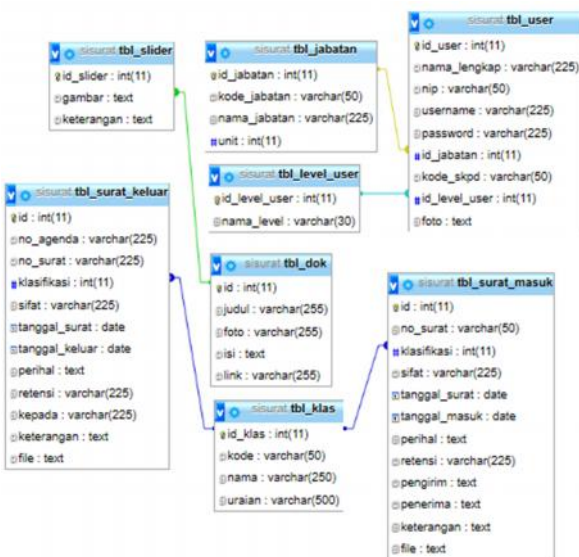 sisurat tbl_slider
id_slider : int(11)
gambar : text
keterangan : text
sisurat tbl_jabatan
id_jabatan : int(11)
kode_jabatan : varchar(50)
nama_jabatan : varchar(225)
unit : int(11)
sisurat tbl_user
id_user : int(11)
nama_lengkap : varchar(225)
nip : varchar(50)
username : varchar(225)
password : varchar(225)
id_jabatan : int(11)
kode_skpd : varchar(50)
id_level_user : int(11)
foto : text
sisurat tbl_level_user
id_level_user : int(11)
nama_level : varchar(30)
sisurat tbl_surat_keluar
id : int(11)
no_agenda : varchar(225)
no_surat : varchar(225)
klasifikasi : int(11)
sifat : varchar(225)
tanggal_surat : date
tanggal_keluar : date
perihal : text
retensi : varchar(225)
kepada : varchar(225)
keterangan : text
file : text
sisurat tbl_dok
id : int(11)
judul : varchar(255)
foto : varchar(255)
isi : text
link : varchar(255)
sisurat tbl_klas
id_klas : int(11)
kode : varchar(50)
nama : varchar(250)
uraian : varchar(500)
sisurat tbl_surat_masuk
id : int(11)
no_surat : varchar(50)
klasifikasi : int(11)
sifat : varchar(225)
tanggal_surat : date
tanggal_masuk : date
perihal : text
retensi : varchar(225)
pengirim : text
penerima : text
keterangan : text
file : text